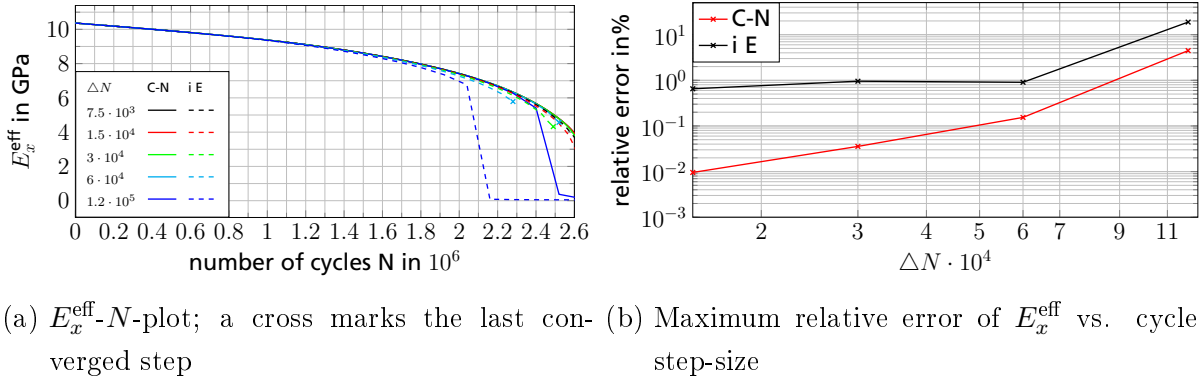 10
8
6
4
2
0
E_x^eff in GPa
△N C-N i E
7.5 · 10^3
1.5 · 10^4
3 · 10^4
6 · 10^4
1.2 · 10^5
0 0.2 0.4 0.6 0.8 1 1.2 1.4 1.6 1.8 2 2.2 2.4 2.6
number of cycles N in 10^6
(a) E_x^eff-N-plot; a cross marks the last con-
verged step
C-N
i E
10^1
10^0
10^−1
10^−2
10^−3
relative error in%
2 3 4 5 6 7 9 11
△N · 10^4
(b) Maximum relative error of E_x^eff vs. cycle
step-size